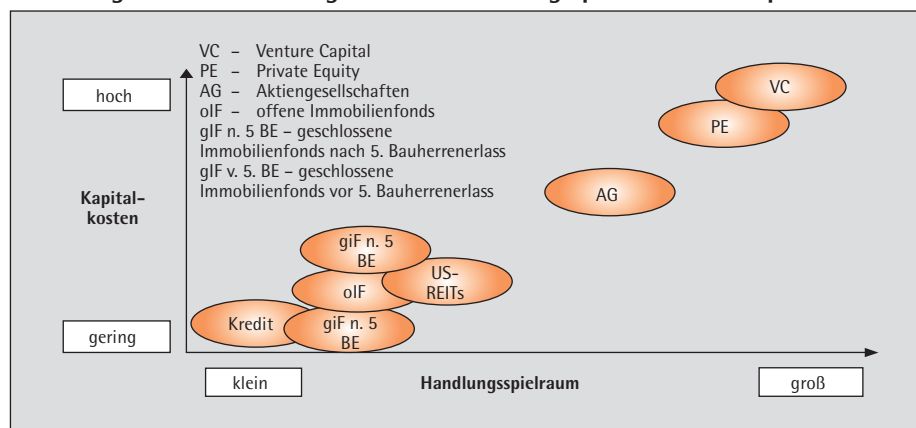 VC – Venture Capital
PE – Private Equity
AG – Aktiengesellschaften
oIF – offene Immobilienfonds
gIF n. 5 BE – geschlossene
Immobilienfonds nach 5. Bauherrenerlass
gIF v. 5. BE – geschlossene
Immobilienfonds vor 5. Bauherrenerlass
hoch
Kapital-
kosten
gering
VC
PE
AG
giF n. 5
BE
US-
REITs
oIF
Kredit
giF n. 5
BE
klein
Handlungsspielraum
groß